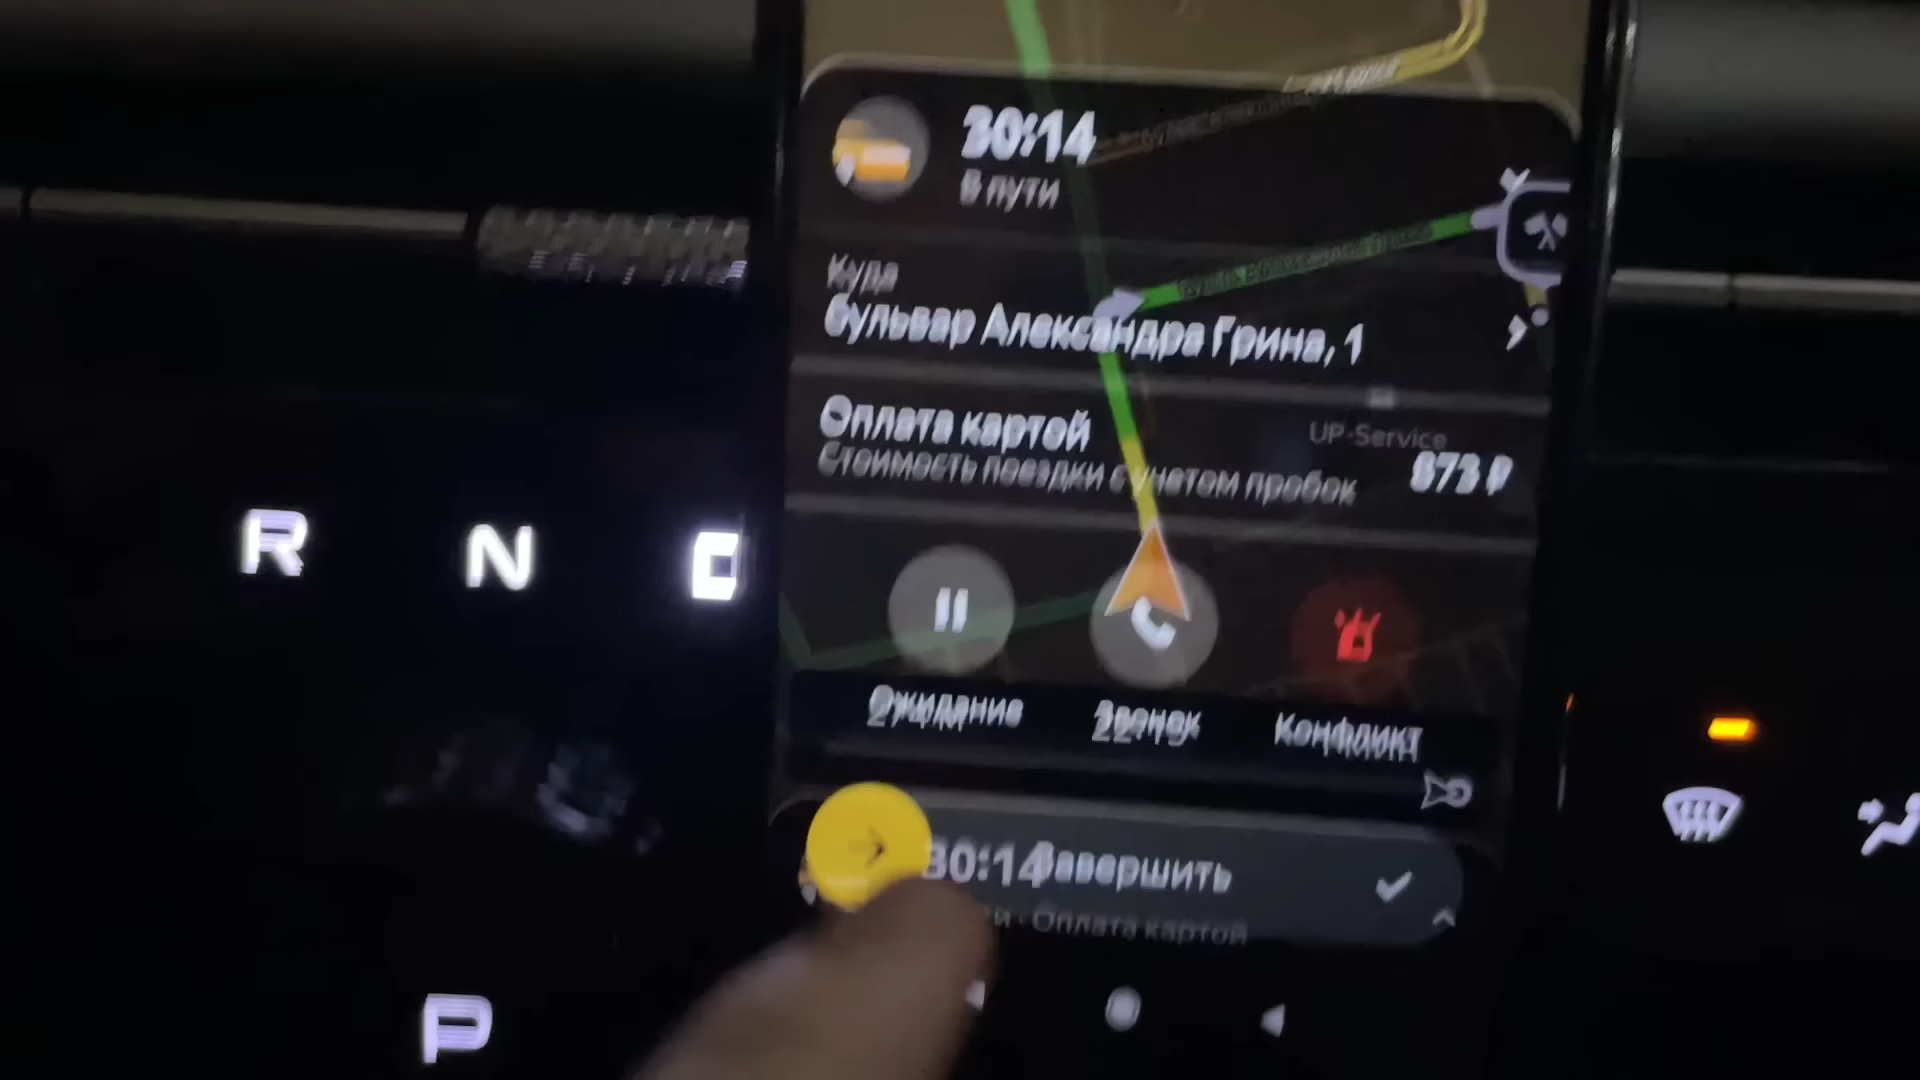 30:14
В пути
Куда
бульвар Александра Грина, 1
Оплата картой
UP-Service
Стоимость поездки с учетом пробок
873 ₽
R N
Ожидание
Звонок
Конфликт
30:14
Завершить
Оплата картой
P